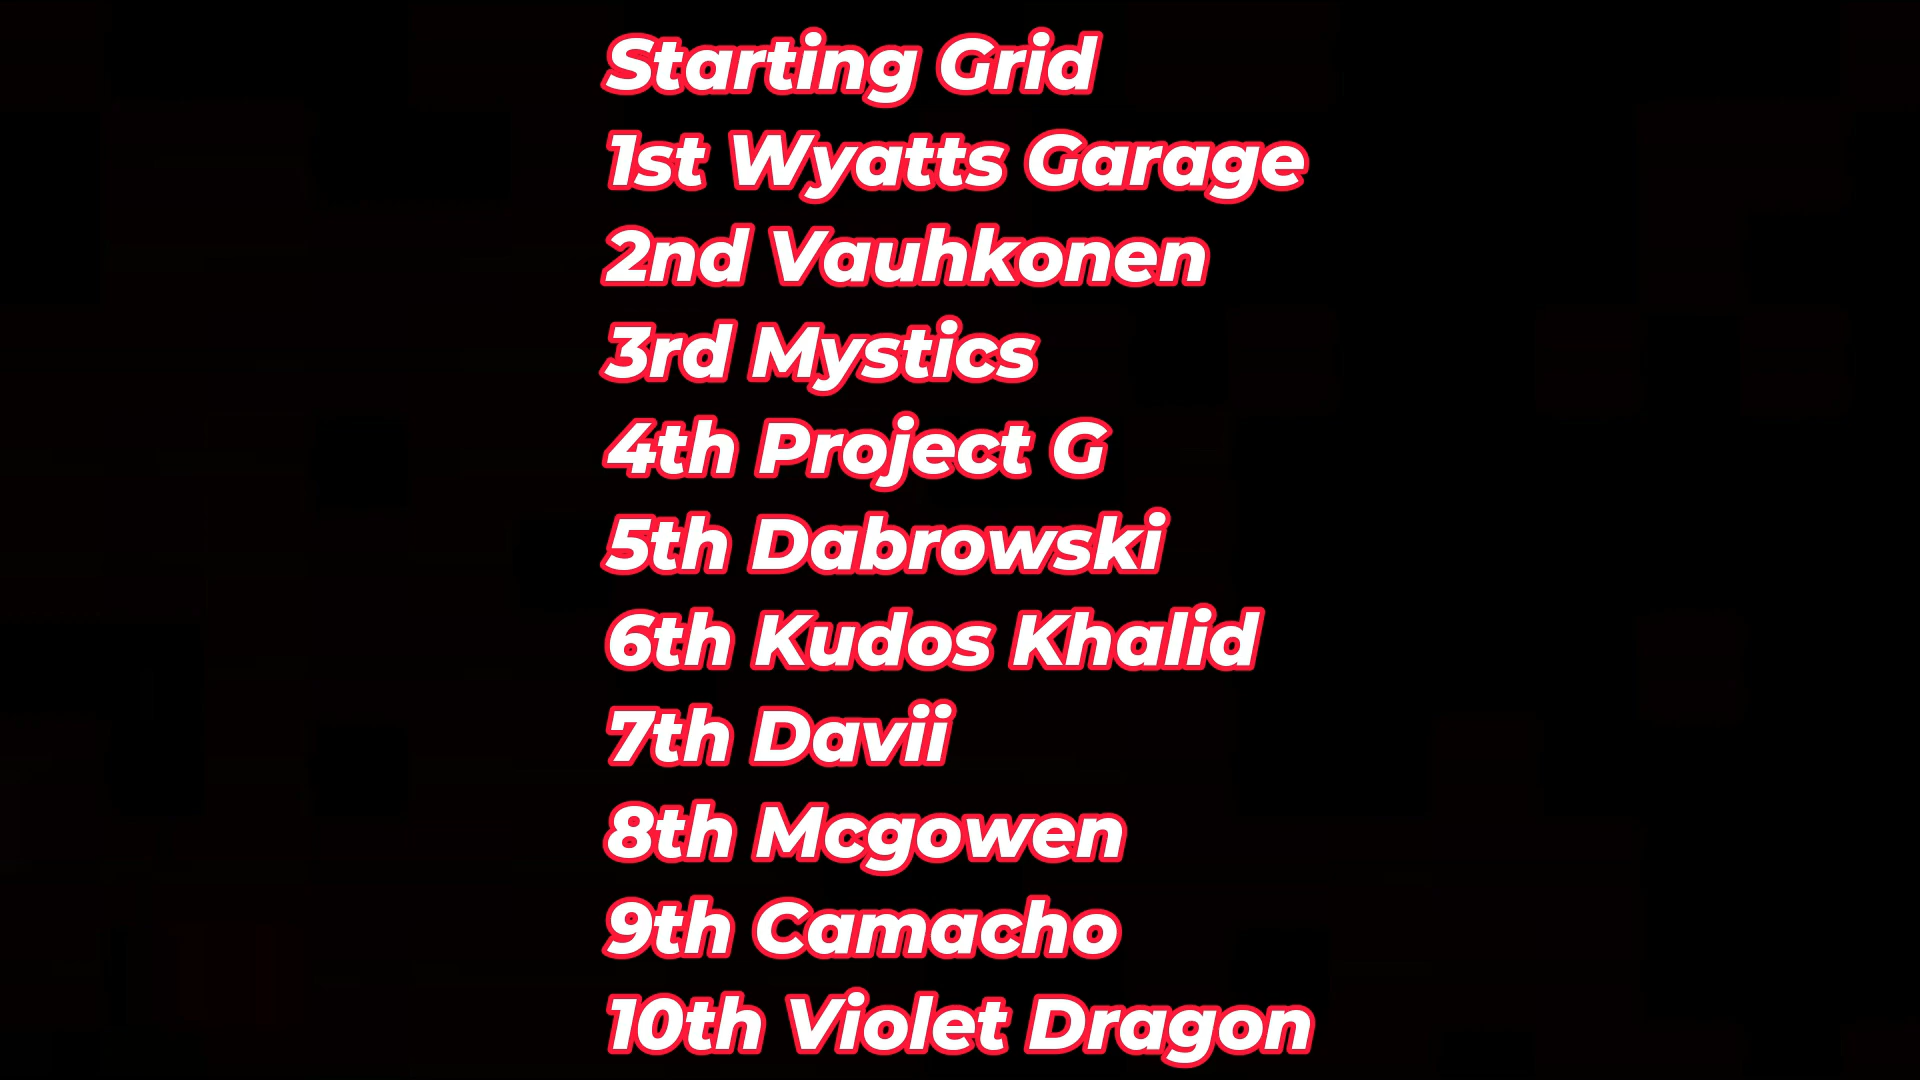 Starting Grid
1st Wyatts Garage
2nd Vauhkonen
3rd Mystics
4th Project G
5th Dabrowski
6th Kudos Khalid
7th Davii
8th Mcgowen
9th Camacho
10th Violet Dragon